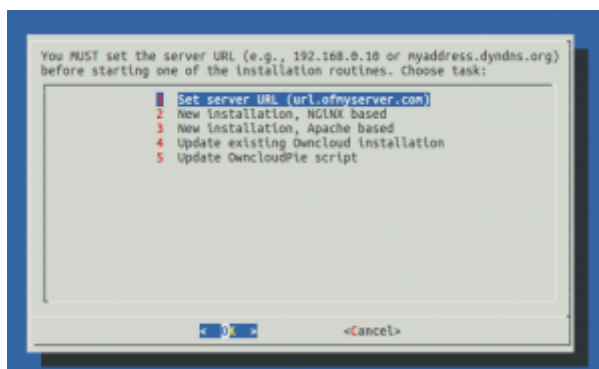 You MUST set the server URL (e.g., 192.168.0.10 or myaddress.dyndns.org)
before starting one of the installation routines. Choose task:
1 Set server URL (url.ofmyserver.com)
2 New installation, NGiNX based
3 New installation, Apache based
4 Update existing Owncloud installation
5 Update OwncloudPie script
< OK > <Cancel>